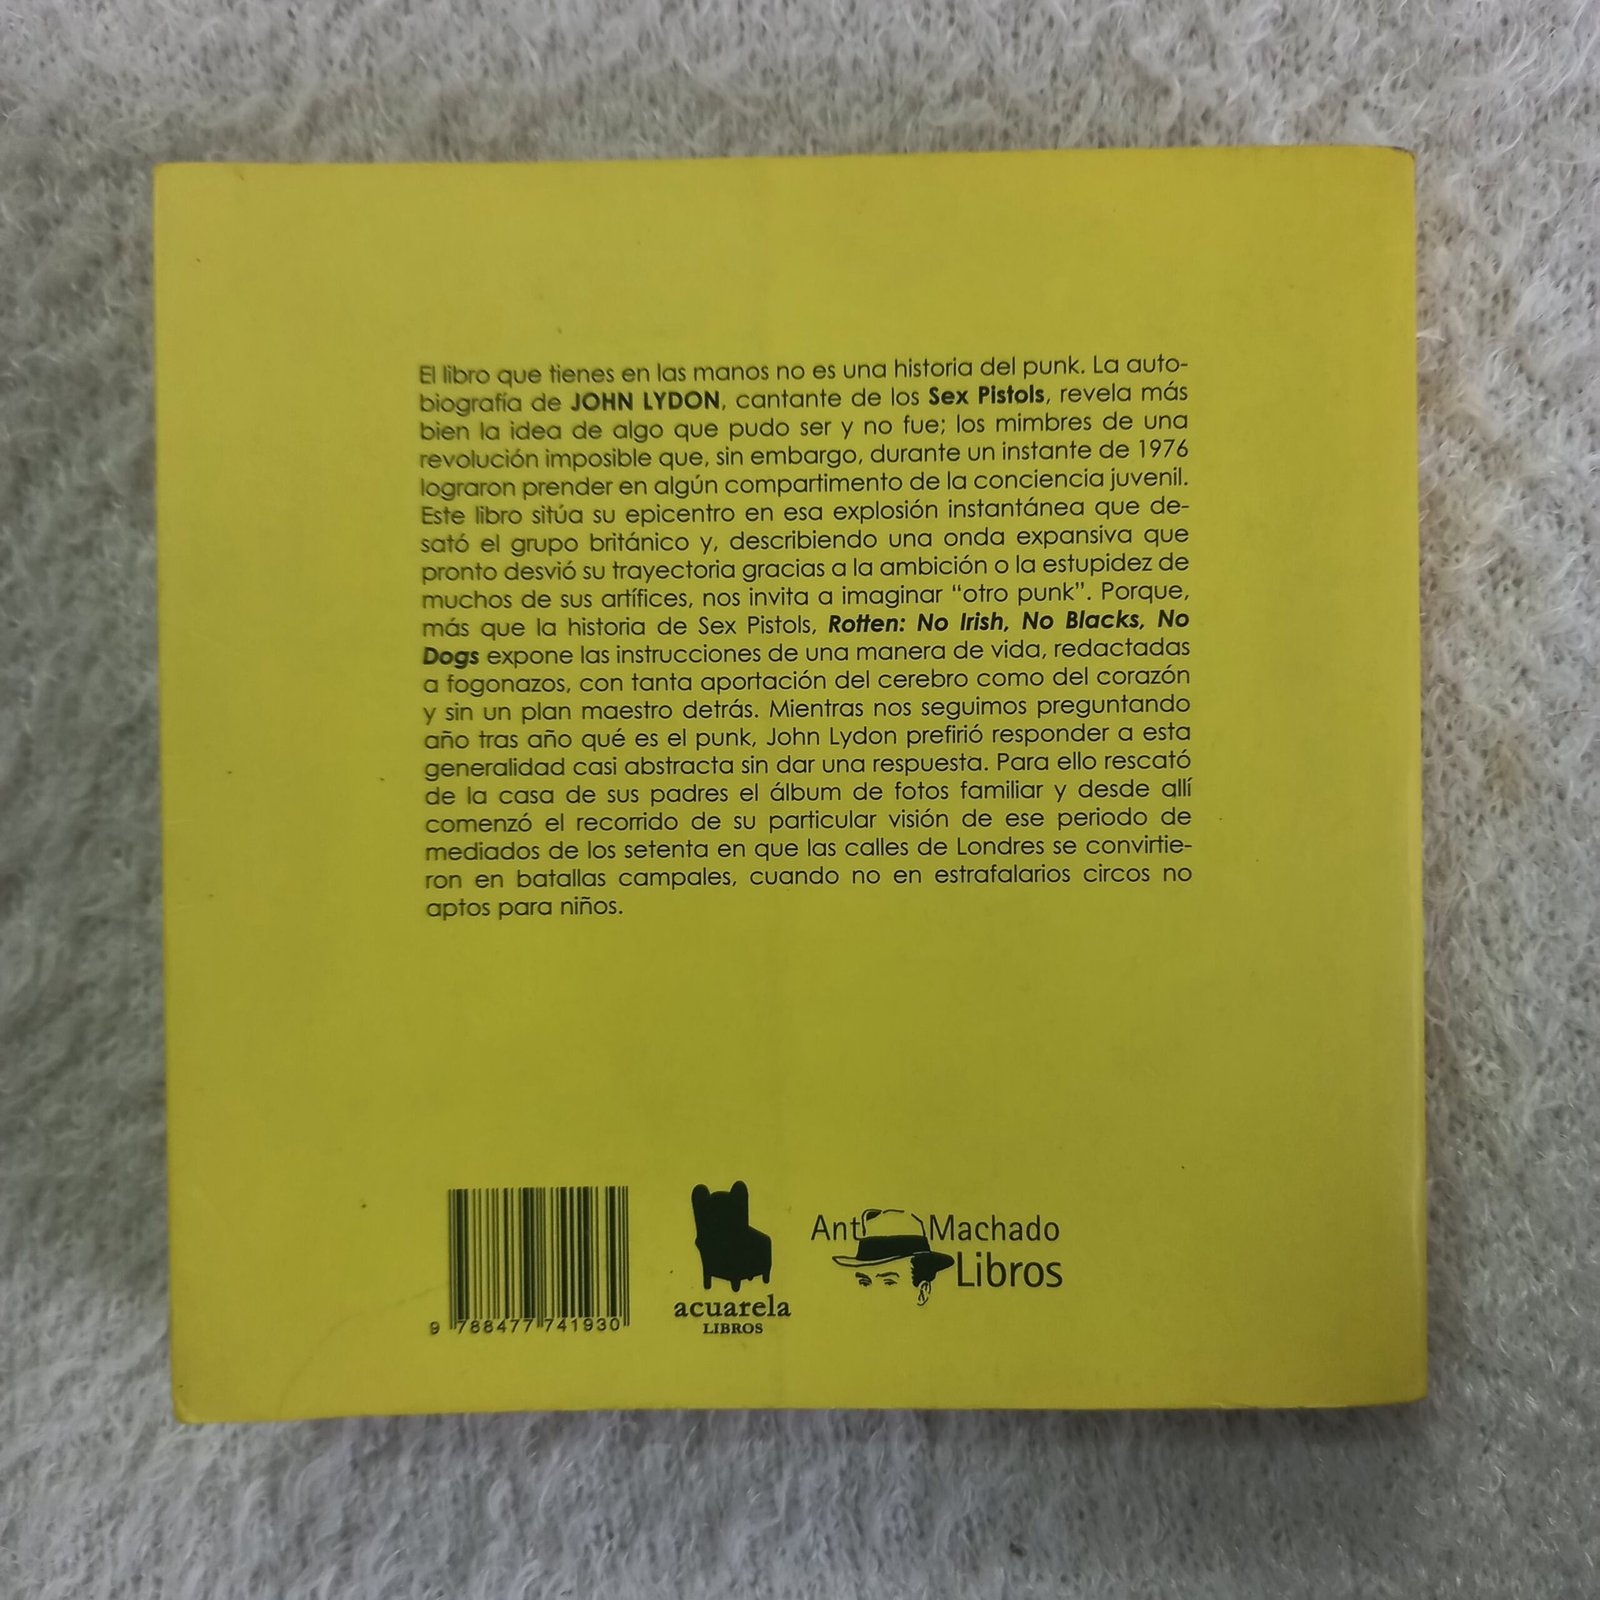 El libro que tienes en las manos no es una historia del punk. La auto-
biografía de JOHN LYDON, cantante de los Sex Pistols, revela más
bien la idea de algo que pudo ser y no fue; los mimbres de una
revolución imposible que, sin embargo, durante un instante de 1976
lograron prender en algún compartimento de la conciencia juvenil.
Este libro sitúa su epicentro en esa explosión instantánea que de-
sató el grupo británico y, describiendo una onda expansiva que
pronto desvió su trayectoria gracias a la ambición o la estupidez de
muchos de sus artífices, nos invita a imaginar “otro punk”. Porque,
más que la historia de Sex Pistols, Rotten: No Irish, No Blacks, No
Dogs expone las instrucciones de una manera de vida, redactadas
a fogonazos, con tanta aportación del cerebro como del corazón
y sin un plan maestro detrás. Mientras nos seguimos preguntando
año tras año qué es el punk, John Lydon prefirió responder a esta
generalidad casi abstracta sin dar una respuesta. Para ello rescató
de la casa de sus padres el álbum de fotos familiar y desde allí
comenzó el recorrido de su particular visión de ese periodo de
mediados de los setenta en que las calles de Londres se convirtie-
ron en batallas campales, cuando no en estrafalarios circos no
aptos para niños.
9 788477 741930
acuarela
LIBROS
Ant Machado
Libros